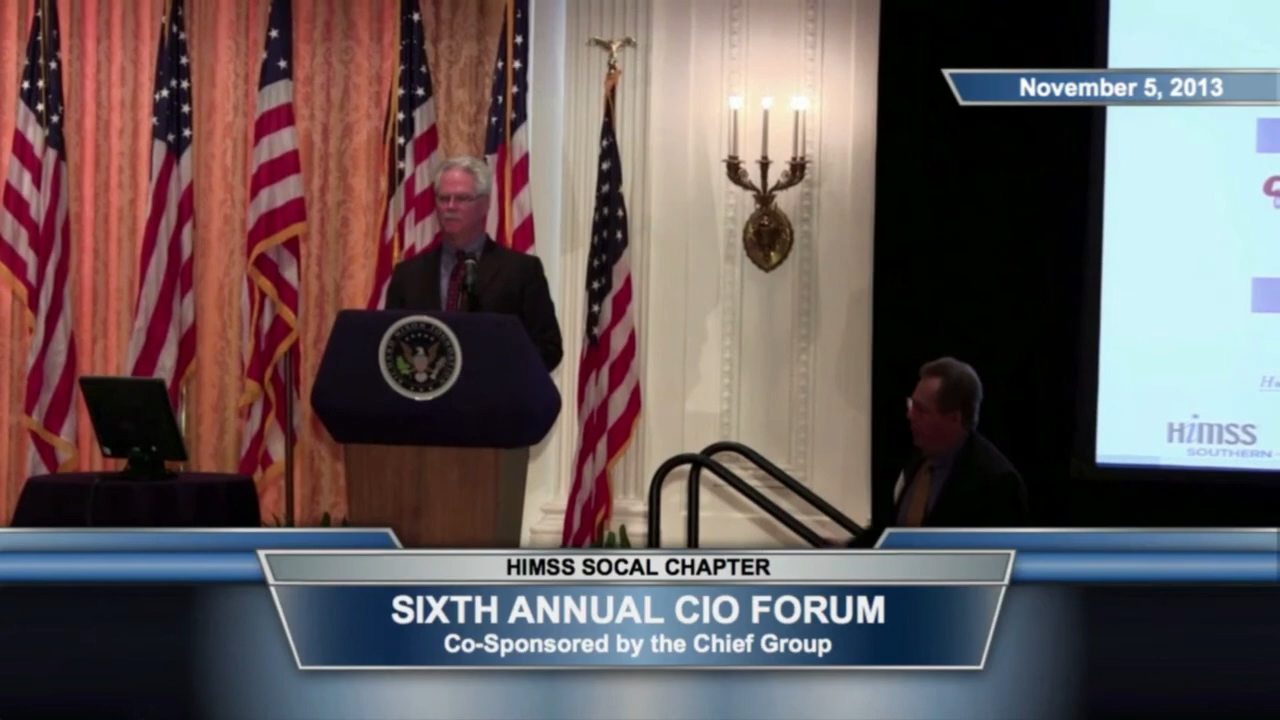 November 5, 2013
HiMSS
SOUTHERN
HIMSS SOCAL CHAPTER
SIXTH ANNUAL CIO FORUM
Co-Sponsored by the Chief Group